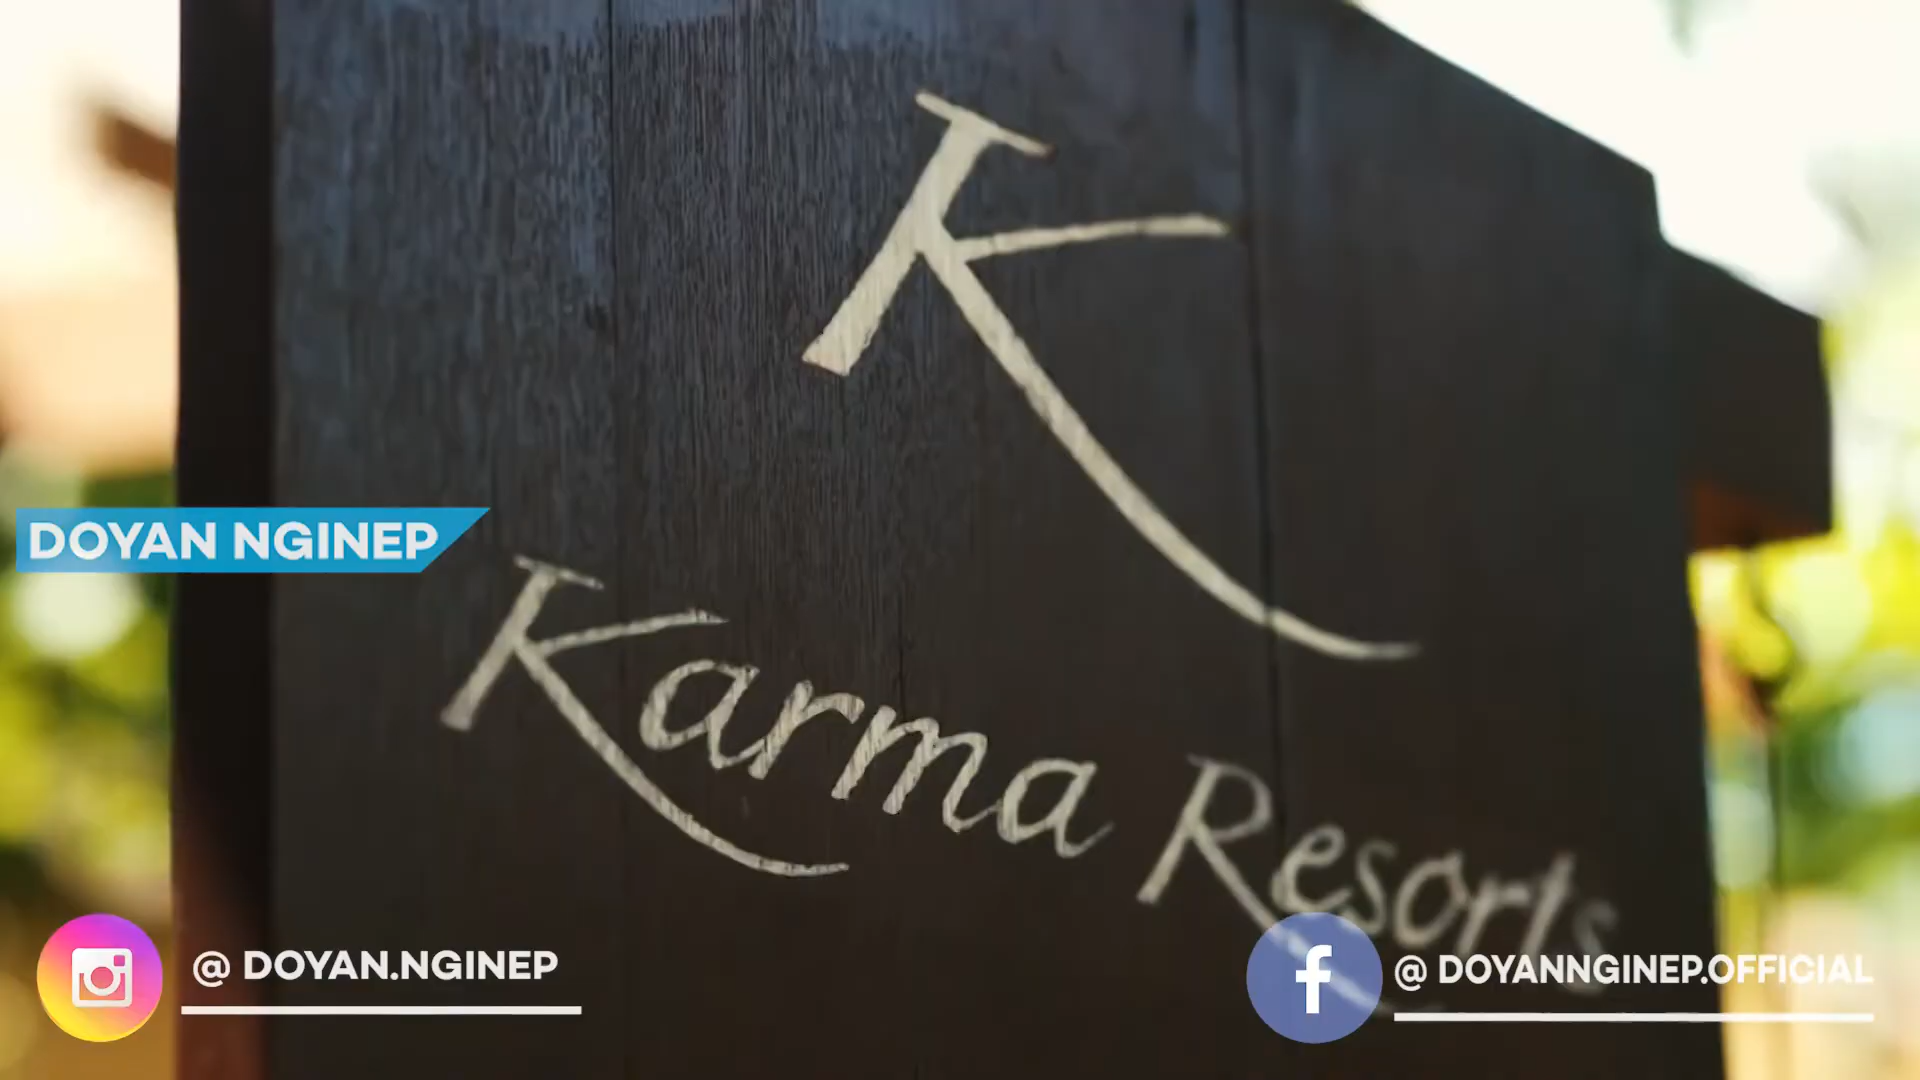 K
DOYAN NGINEP
Karma Resorts
@ DOYAN.NGINEP
@ DOYANNGINEP.OFFICIAL